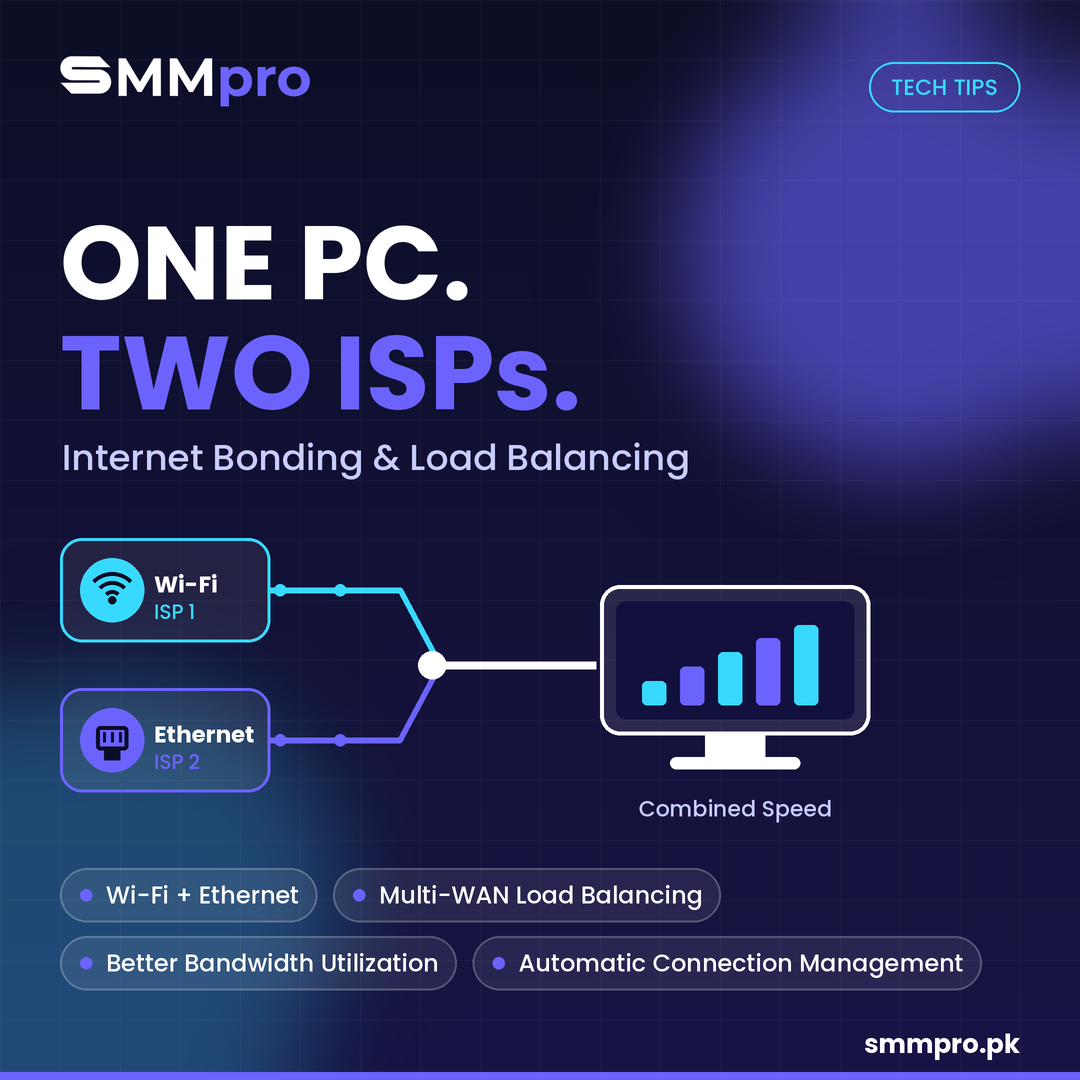 SMMpro
TECH TIPS
ONE PC.
TWO ISPs.
Internet Bonding & Load Balancing
Wi-Fi
ISP 1
Ethernet
ISP 2
Combined Speed
Wi-Fi + Ethernet
Multi-WAN Load Balancing
Better Bandwidth Utilization
Automatic Connection Management
smmpro.pk